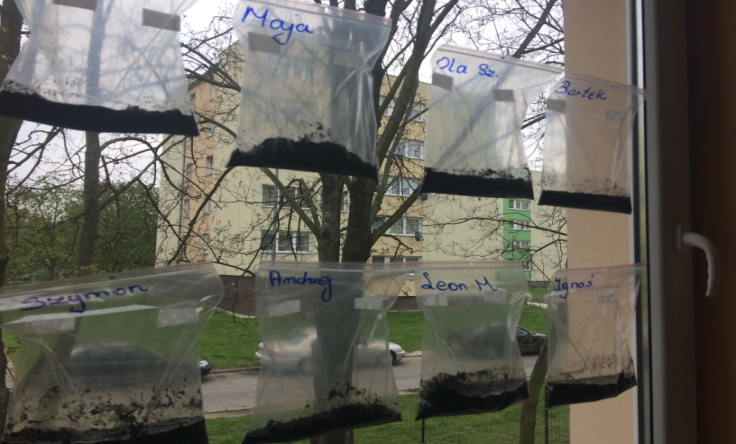 Maja
Ola Sz.
Bartek
Szymon
Andrzej
Leon M.
Ignaś